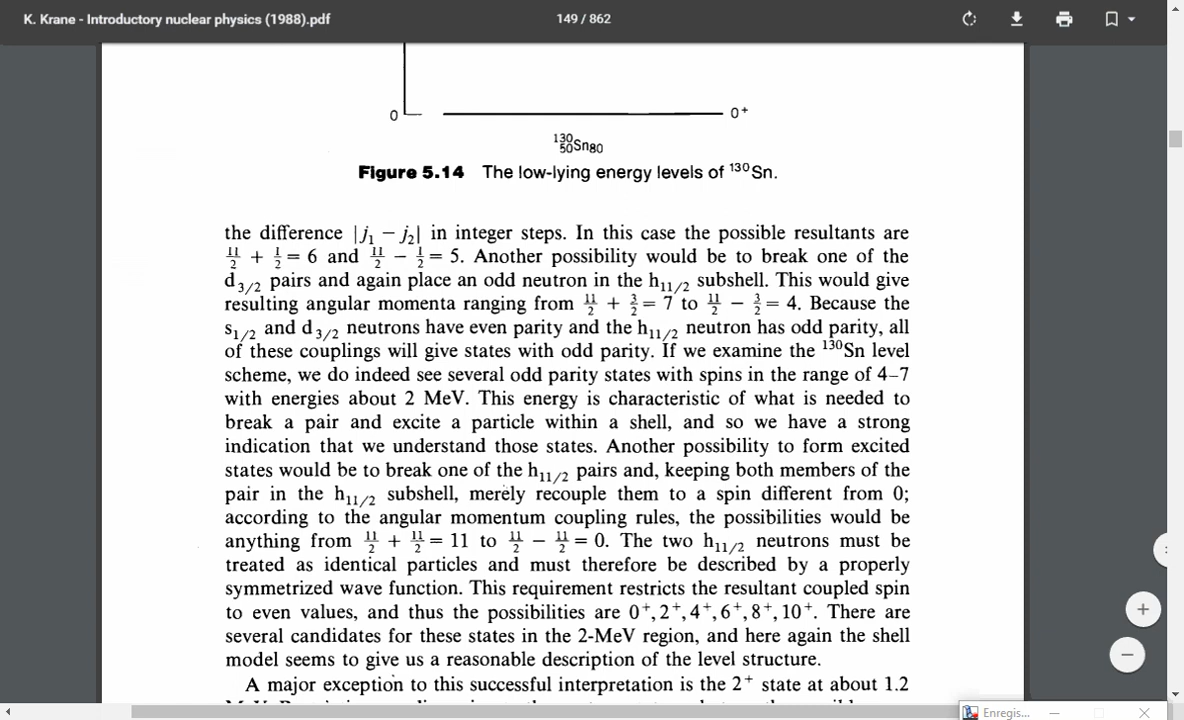 K. Krane - Introductory nuclear physics (1988).pdf
149 / 862
0
0⁺
¹³⁰₅₀Sn₈₀
Figure 5.14 The low-lying energy levels of ¹³⁰Sn.
the difference |j₁ − j₂| in integer steps. In this case the possible resultants are
11/2 + 1/2 = 6 and 11/2 − 1/2 = 5. Another possibility would be to break one of the
d₃/₂ pairs and again place an odd neutron in the h₁₁/₂ subshell. This would give
resulting angular momenta ranging from 11/2 + 3/2 = 7 to 11/2 − 3/2 = 4. Because the
s₁/₂ and d₃/₂ neutrons have even parity and the h₁₁/₂ neutron has odd parity, all
of these couplings will give states with odd parity. If we examine the ¹³⁰Sn level
scheme, we do indeed see several odd parity states with spins in the range of 4–7
with energies about 2 MeV. This energy is characteristic of what is needed to
break a pair and excite a particle within a shell, and so we have a strong
indication that we understand those states. Another possibility to form excited
states would be to break one of the h₁₁/₂ pairs and, keeping both members of the
pair in the h₁₁/₂ subshell, merely recouple them to a spin different from 0;
according to the angular momentum coupling rules, the possibilities would be
anything from 11/2 + 11/2 = 11 to 11/2 − 11/2 = 0. The two h₁₁/₂ neutrons must be
treated as identical particles and must therefore be described by a properly
symmetrized wave function. This requirement restricts the resultant coupled spin
to even values, and thus the possibilities are 0⁺, 2⁺, 4⁺, 6⁺, 8⁺, 10⁺. There are
several candidates for these states in the 2-MeV region, and here again the shell
model seems to give us a reasonable description of the level structure.
A major exception to this successful interpretation is the 2⁺ state at about 1.2
Enregis...